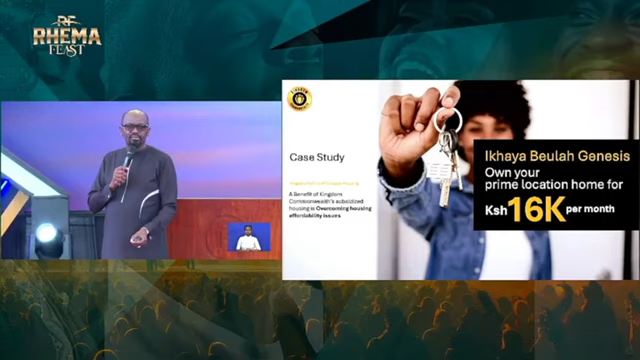 RF
RHEMA
FEAST
Case Study
A Benefit of Kingdom
Commonwealth's subsidized
housing is Overcoming housing
affordability issues
Ikhaya Beulah Genesis
Own your
prime location home for
Ksh16K per month